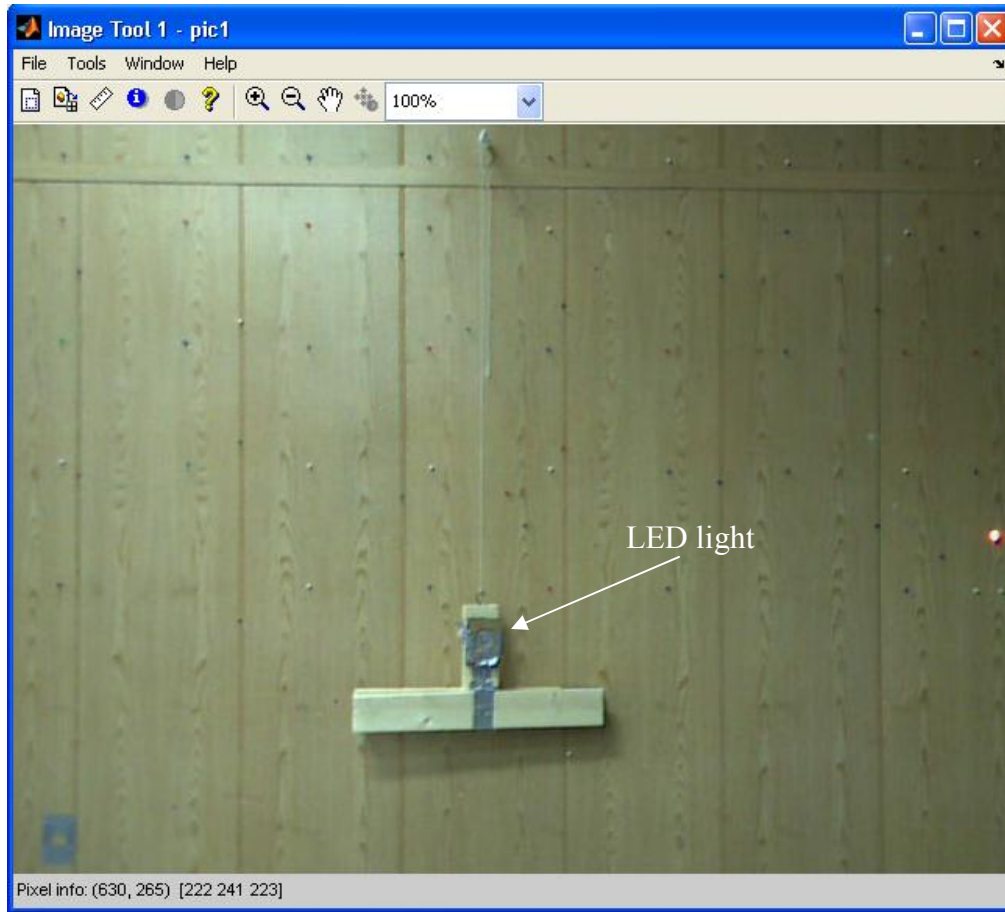 Image Tool 1 - pic1
File Tools Window Help
100%
LED light
Pixel info: (630, 265) [222 241 223]